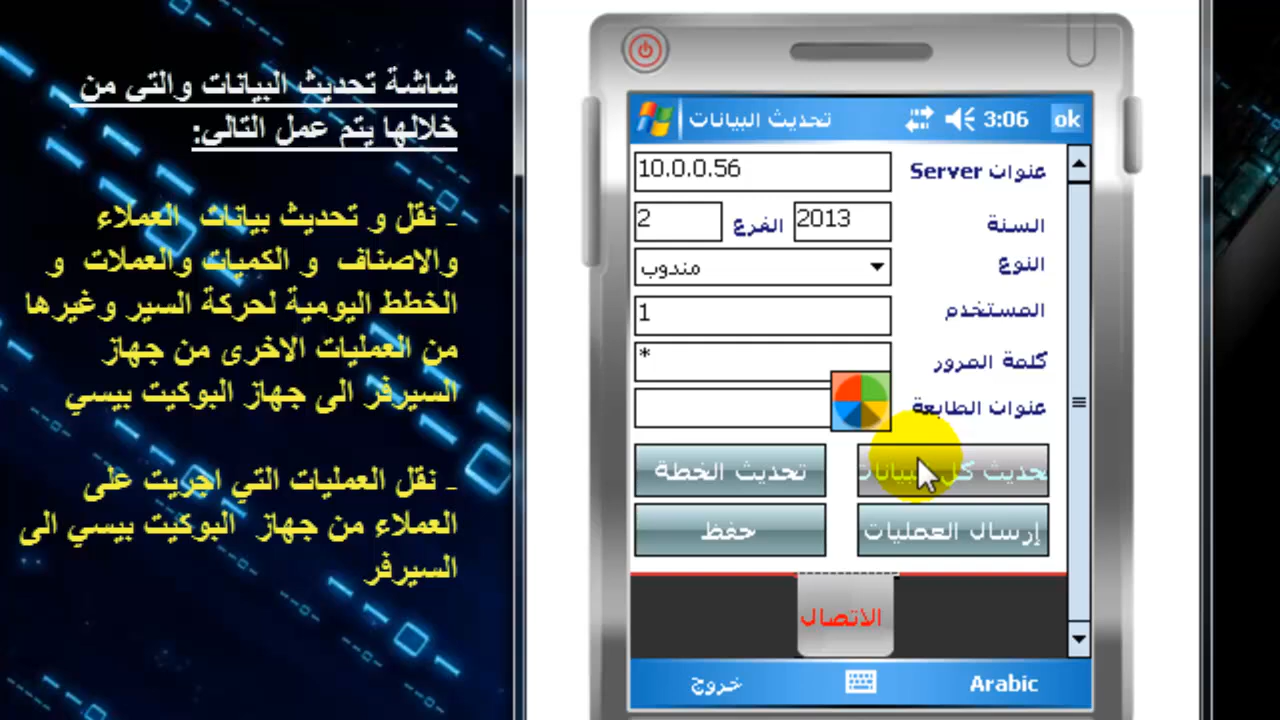 شاشة تحديث البيانات والتى من
خلالها يتم عمل التالى:
- نقل و تحديث بيانات العملاء
والاصناف و الكميات والعملات و
الخطط اليومية لحركة السير وغيرها
من العمليات الاخرى من جهاز
السيرفر الى جهاز البوكيت بيسي
- نقل العمليات التي اجريت على
العملاء من جهاز البوكيت بيسي الى
السيرفر
تحديث البيانات 3:06 ok
عنوان Server 10.0.0.56
السنة 2013 الفرع 2
النوع مندوب
المستخدم 1
كلمة المرور *
عنوان الطابعة
تحديث كل البيانات تحديث الخطة
إرسال العمليات حفظ
الاتصال
خروج Arabic